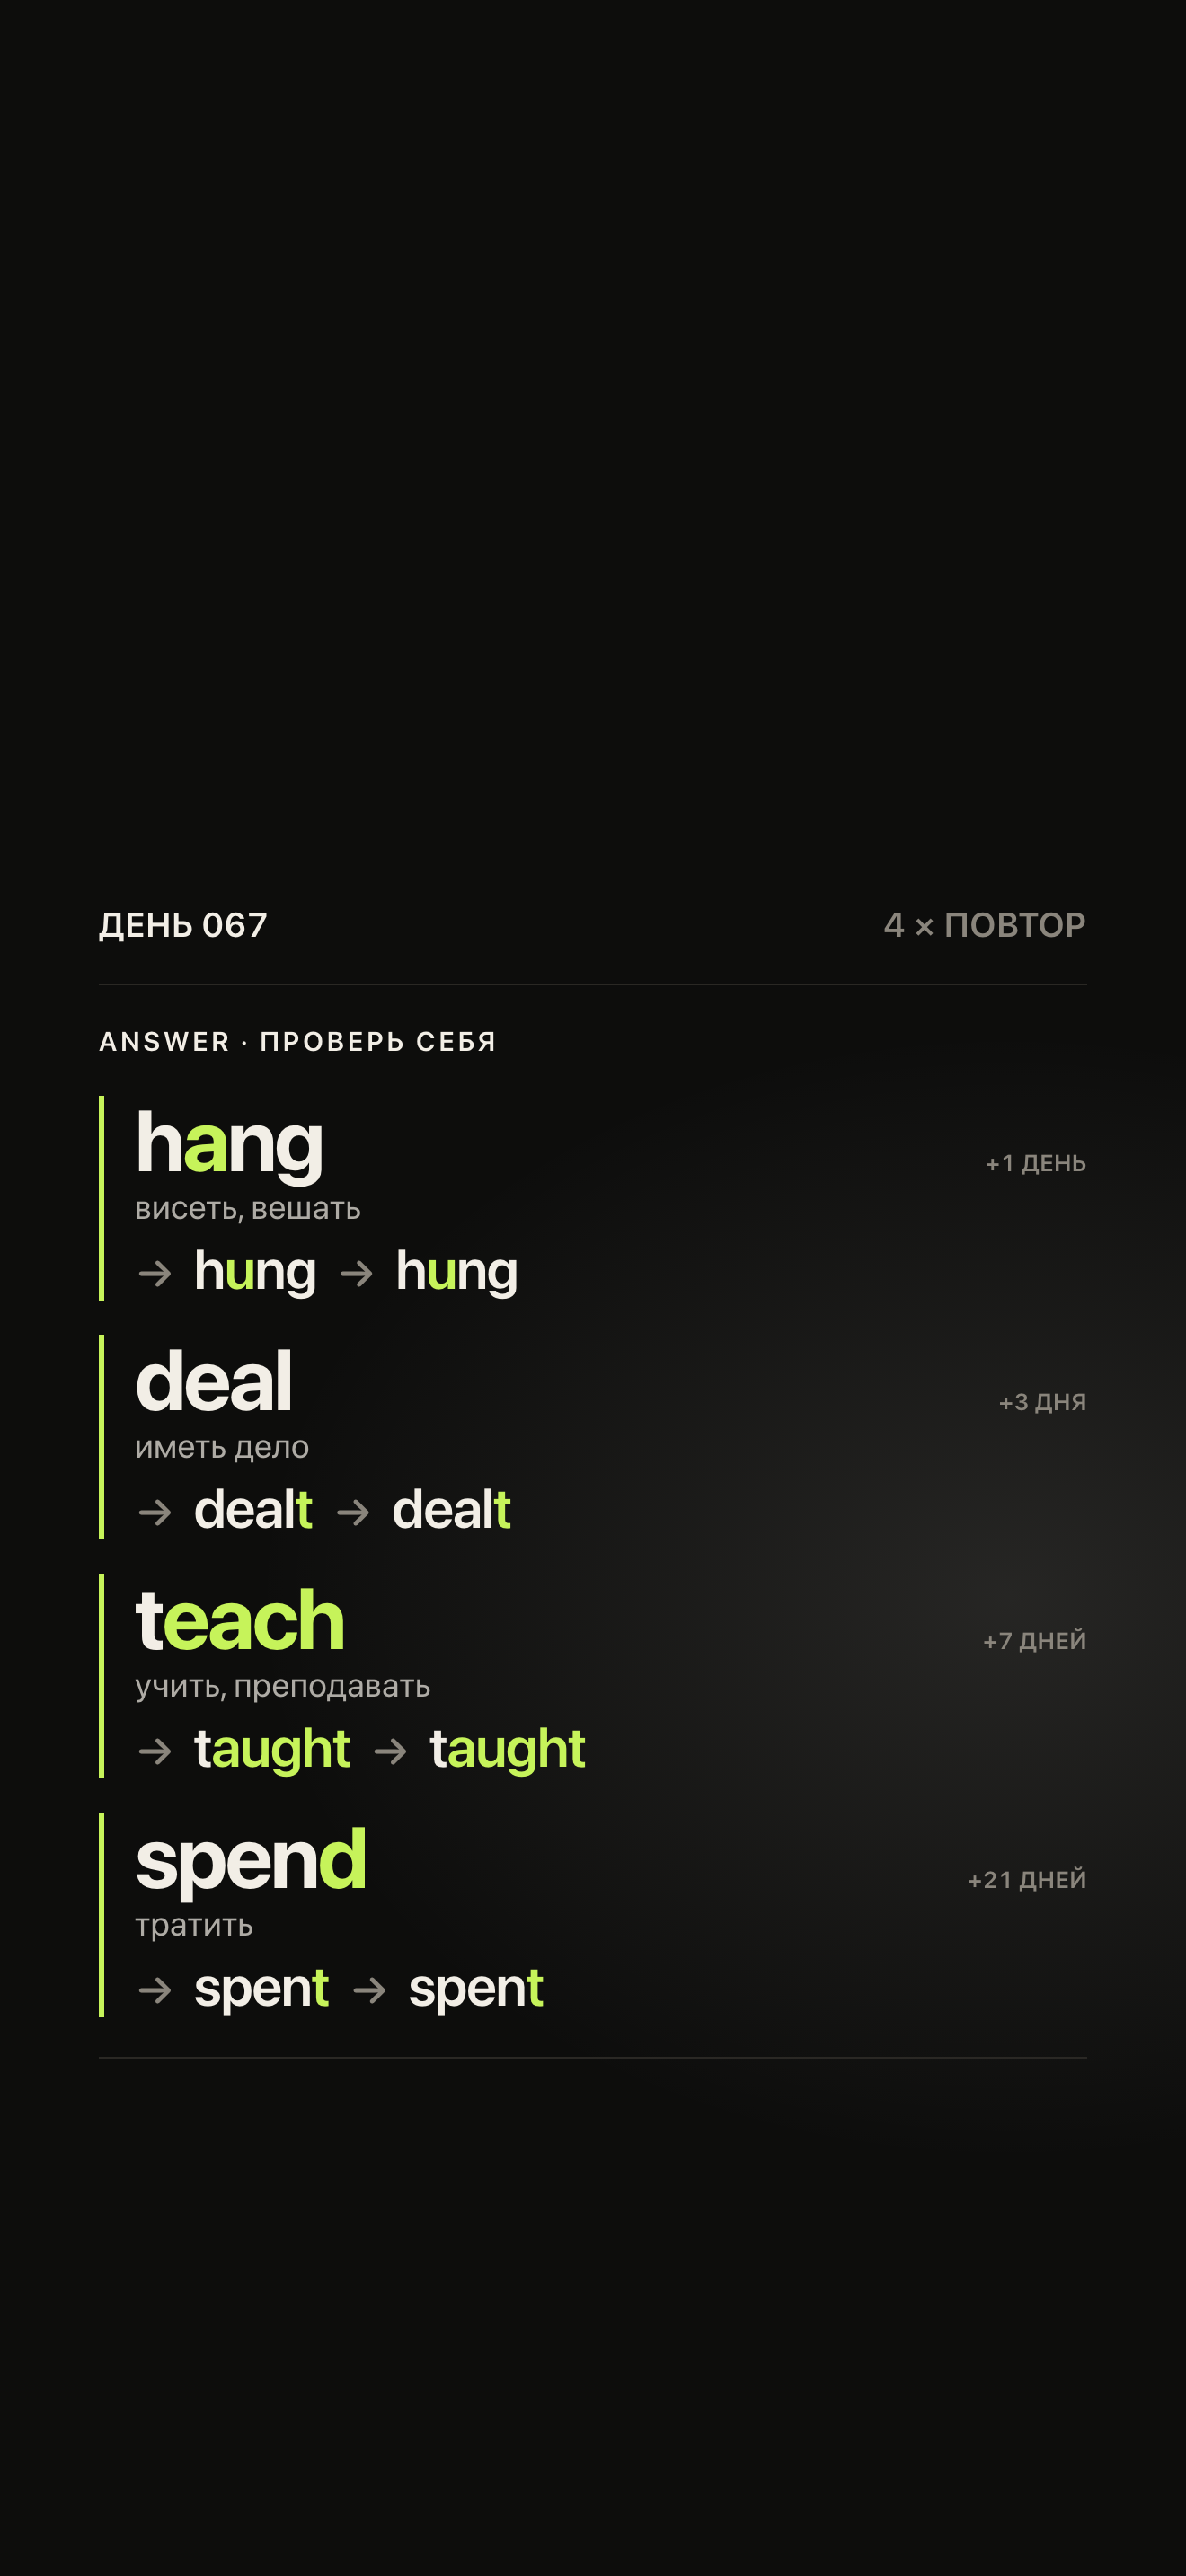 ДЕНЬ 067
4 × ПОВТОР
ANSWER · ПРОВЕРЬ СЕБЯ
hang
+1 ДЕНЬ
висеть, вешать
→ hung → hung
deal
+3 ДНЯ
иметь дело
→ dealt → dealt
teach
+7 ДНЕЙ
учить, преподавать
→ taught → taught
spend
+21 ДНЕЙ
тратить
→ spent → spent